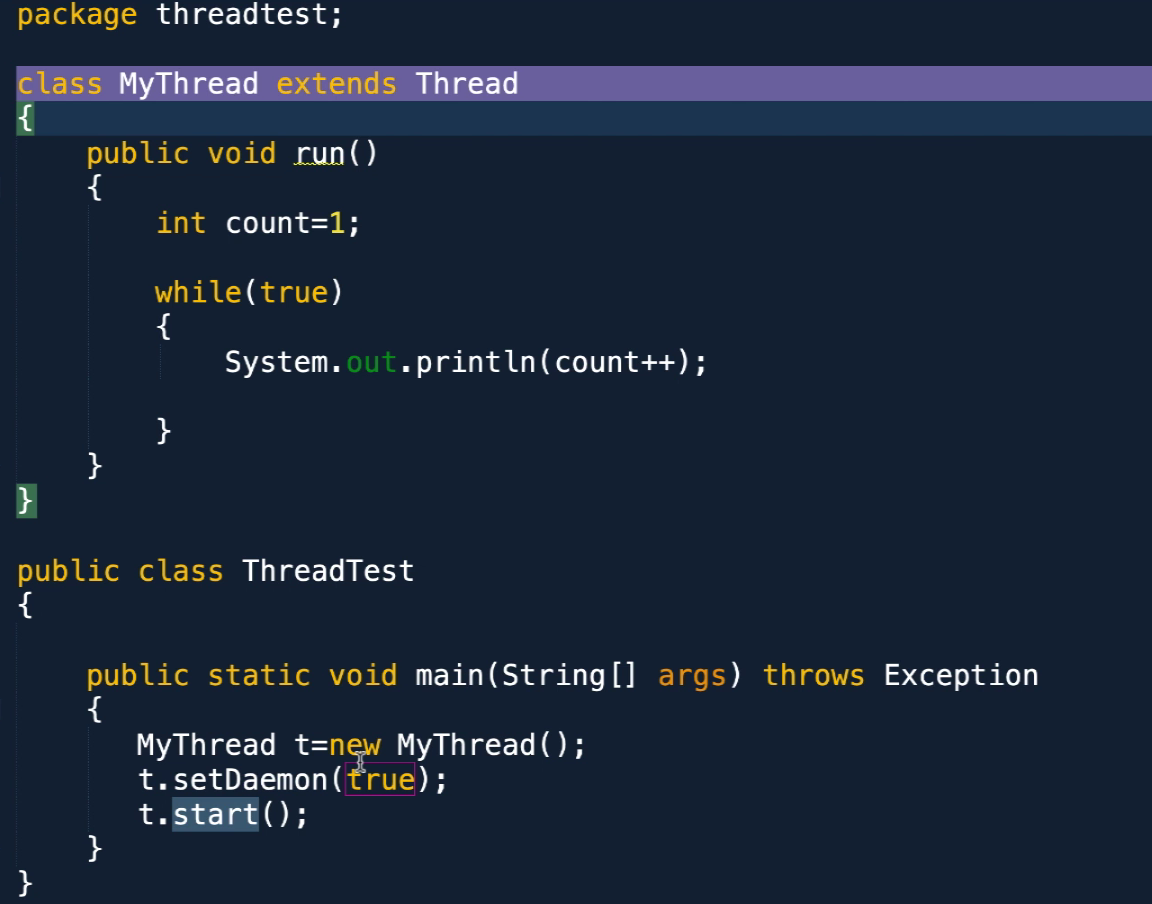 package threadtest;
class MyThread extends Thread
{
public void run()
{
int count=1;
while(true)
{
System.out.println(count++);
}
}
}
public class ThreadTest
{
public static void main(String[] args) throws Exception
{
MyThread t=new MyThread();
t.setDaemon(true);
t.start();
}
}